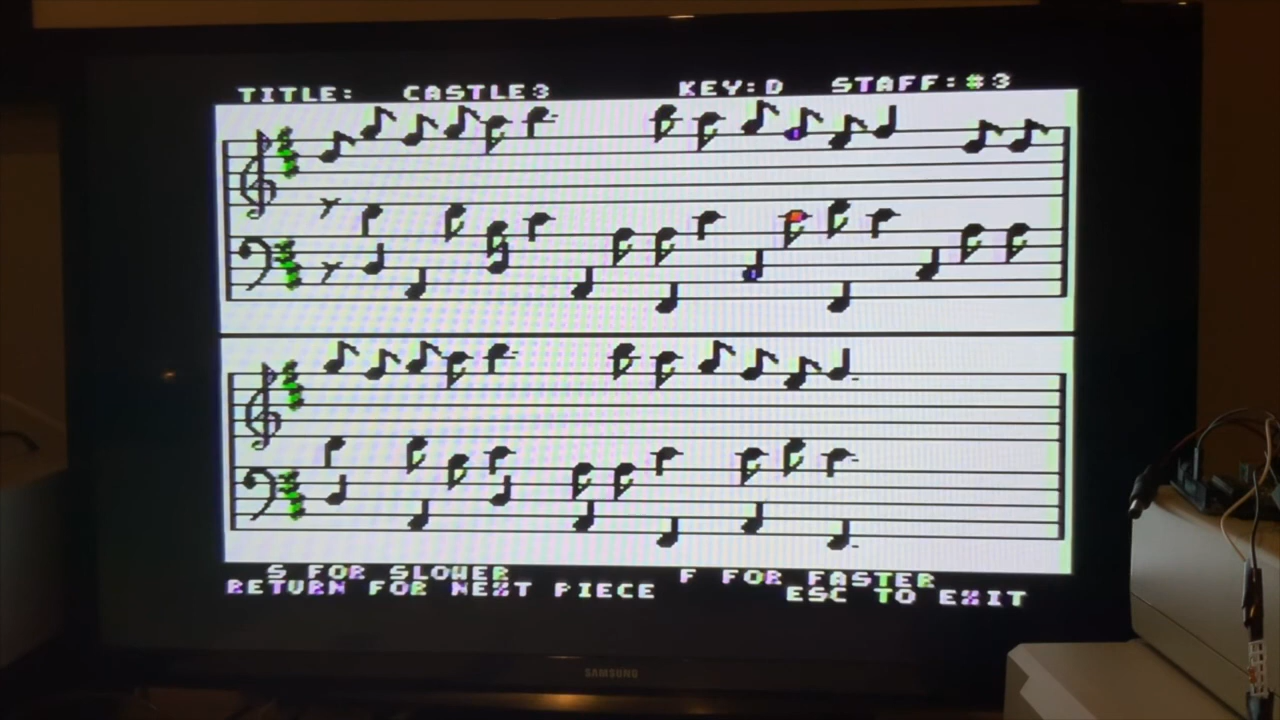 TITLE: CASTLE3 KEY:D STAFF:#3
S FOR SLOWER F FOR FASTER
RETURN FOR NEXT PIECE ESC TO EXIT
SAMSUNG